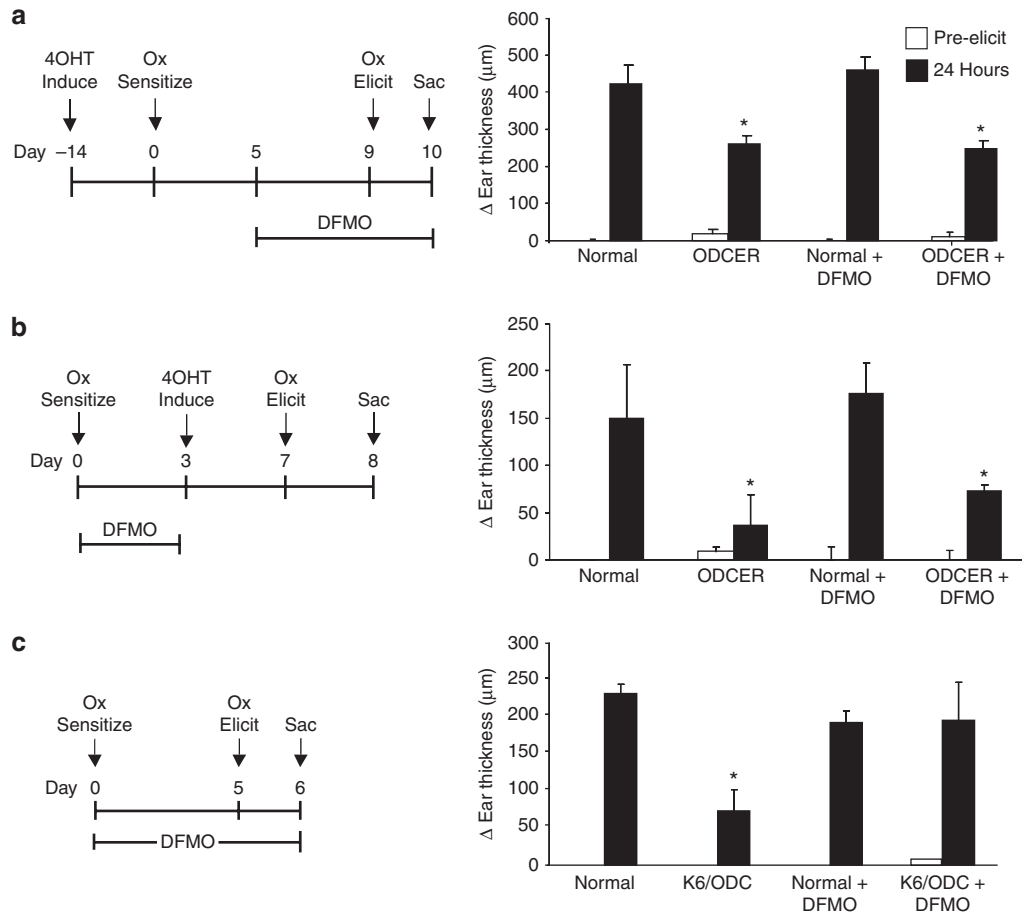 a
4OHT
Induce
Ox
Sensitize
Ox
Elicit
Sac
Day –14 0 5 9 10
DFMO
Δ Ear thickness (μm)
600
500
400
300
200
100
0
Pre-elicit
24 Hours
* *
Normal ODCER Normal + DFMO ODCER + DFMO
b
Ox
Sensitize
4OHT
Induce
Ox
Elicit
Sac
Day 0 3 7 8
DFMO
Δ Ear thickness (μm)
250
200
150
100
50
0
* *
Normal ODCER Normal + DFMO ODCER + DFMO
c
Ox
Sensitize
Ox
Elicit
Sac
Day 0 5 6
DFMO
Δ Ear thickness (μm)
300
250
200
150
100
50
0
*
Normal K6/ODC Normal + DFMO K6/ODC + DFMO